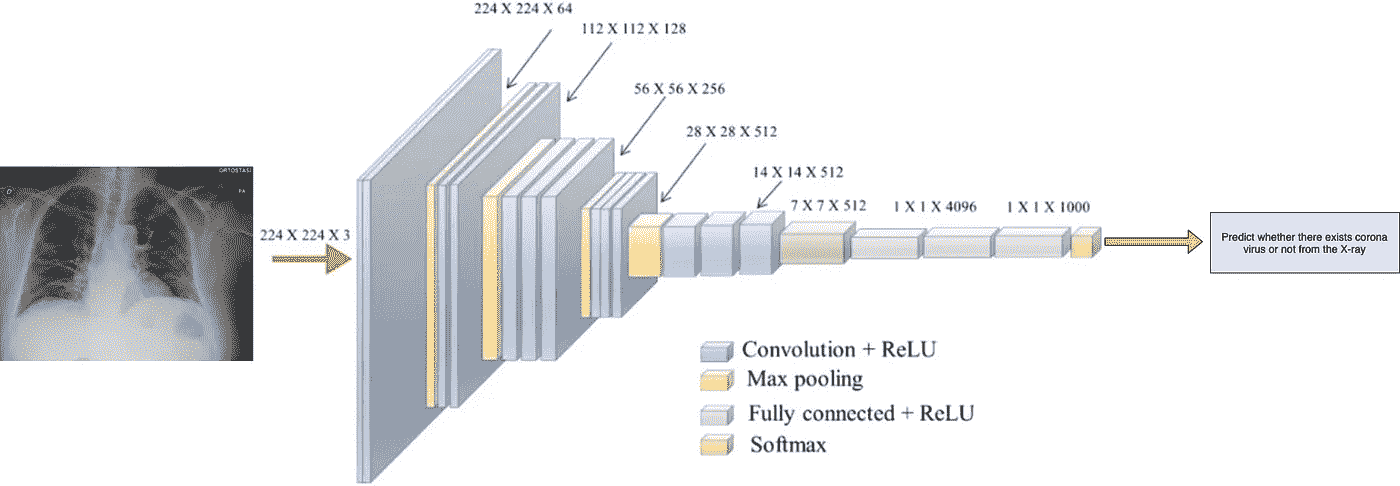 224 X 224 X 64
112 X 112 X 128
56 X 56 X 256
28 X 28 X 512
14 X 14 X 512
7 X 7 X 512
1 X 1 X 4096
1 X 1 X 1000
ORTOSTASI
D
PA
224 X 224 X 3
Predict whether there exists corona
virus or not from the X-ray
Convolution + ReLU
Max pooling
Fully connected + ReLU
Softmax